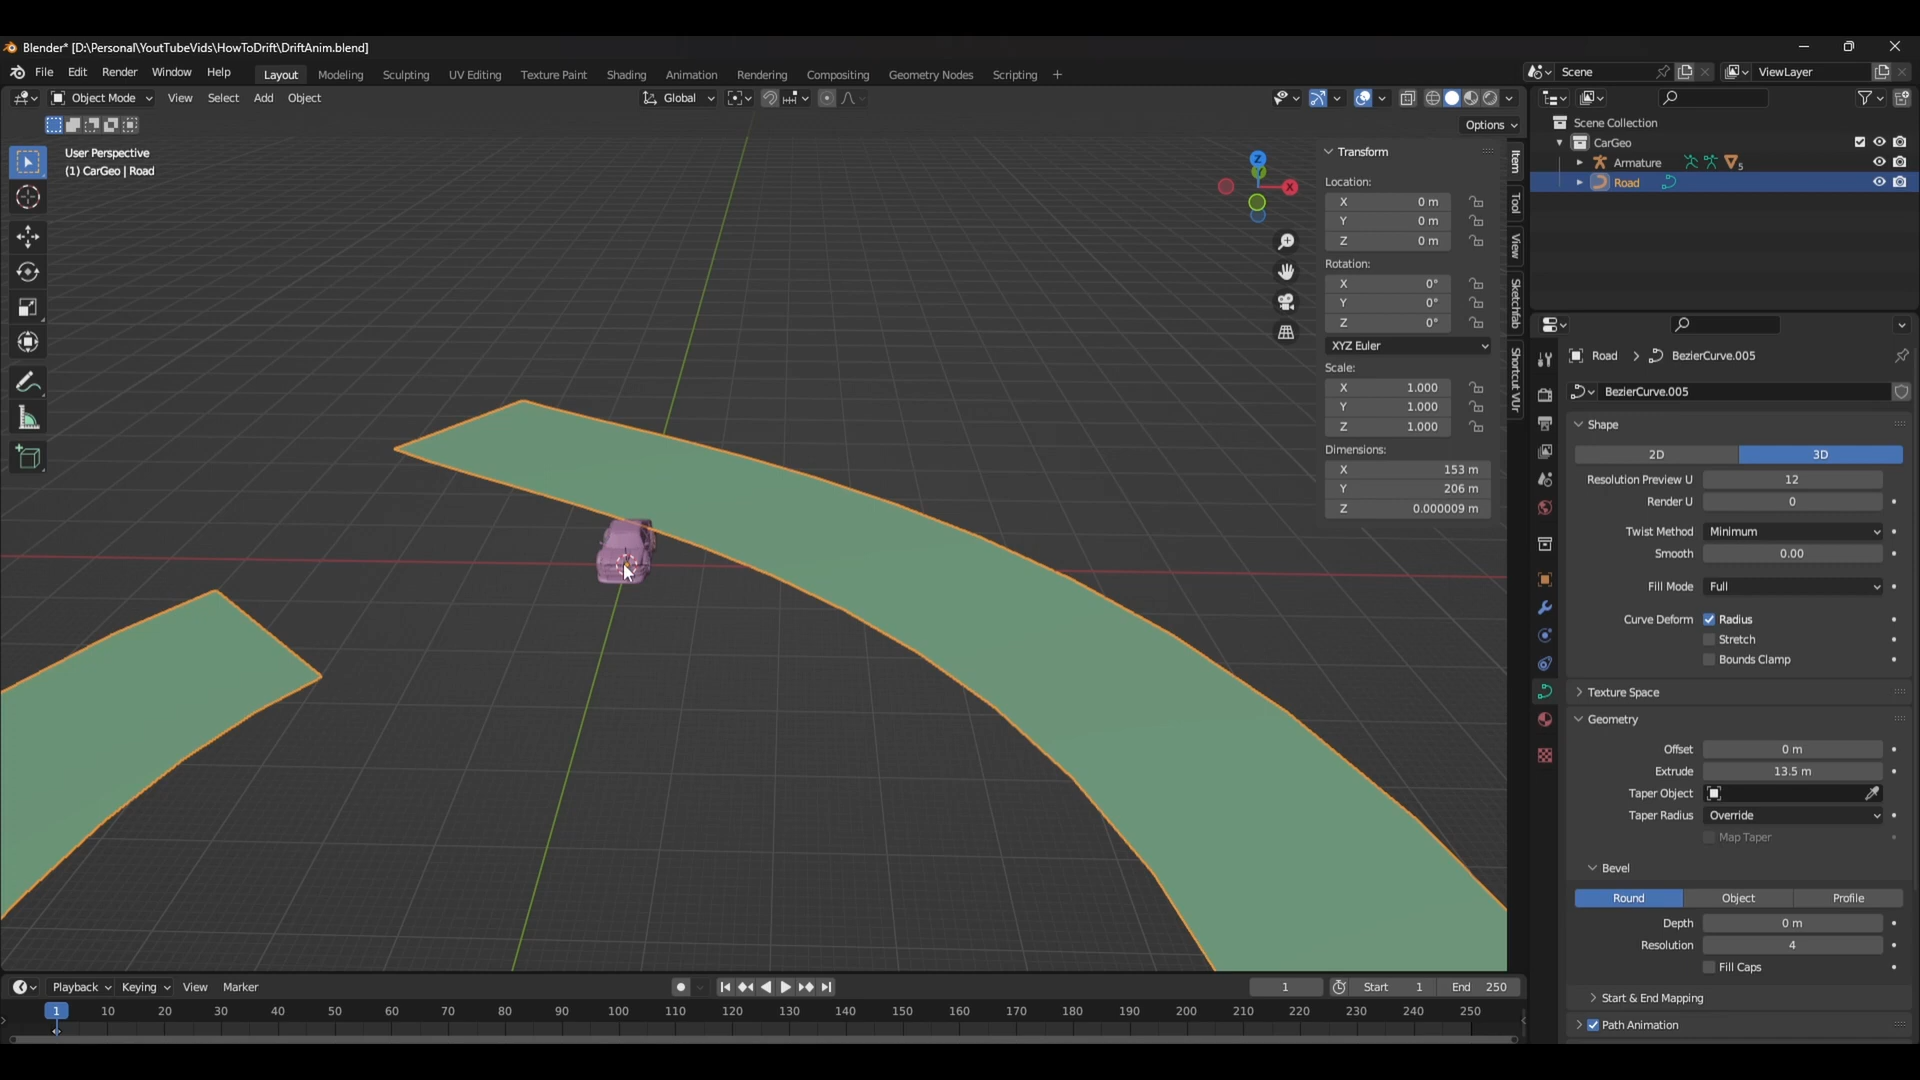 Blender* [D:\Personal\YoutTubeVids\HowToDrift\DriftAnim.blend]
File Edit Render Window Help Layout Modeling Sculpting UV Editing Texture Paint Shading Animation Rendering Compositing Geometry Nodes Scripting + Scene ViewLayer
Object Mode View Select Add Object Global
Options
User Perspective
(1) CarGeo | Road
Z
Y
X
Transform
Location:
X 0 m
Y 0 m
Z 0 m
Rotation:
X 0°
Y 0°
Z 0°
XYZ Euler
Scale:
X 1.000
Y 1.000
Z 1.000
Dimensions:
X 153 m
Y 206 m
Z 0.000009 m
Item
Tool
View
Sketchfab
Shortcut VUr
Scene Collection
CarGeo
Armature 5
Road
Road > BezierCurve.005
BezierCurve.005
Shape
2D 3D
Resolution Preview U 12
Render U 0
Twist Method Minimum
Smooth 0.00
Fill Mode Full
Curve Deform Radius
Stretch
Bounds Clamp
Texture Space
Geometry
Offset 0 m
Extrude 13.5 m
Taper Object
Taper Radius Override
Map Taper
Bevel
Round Object Profile
Depth 0 m
Resolution 4
Fill Caps
Start & End Mapping
Path Animation
Playback Keying View Marker 1 Start 1 End 250
1 10 20 30 40 50 60 70 80 90 100 110 120 130 140 150 160 170 180 190 200 210 220 230 240 250